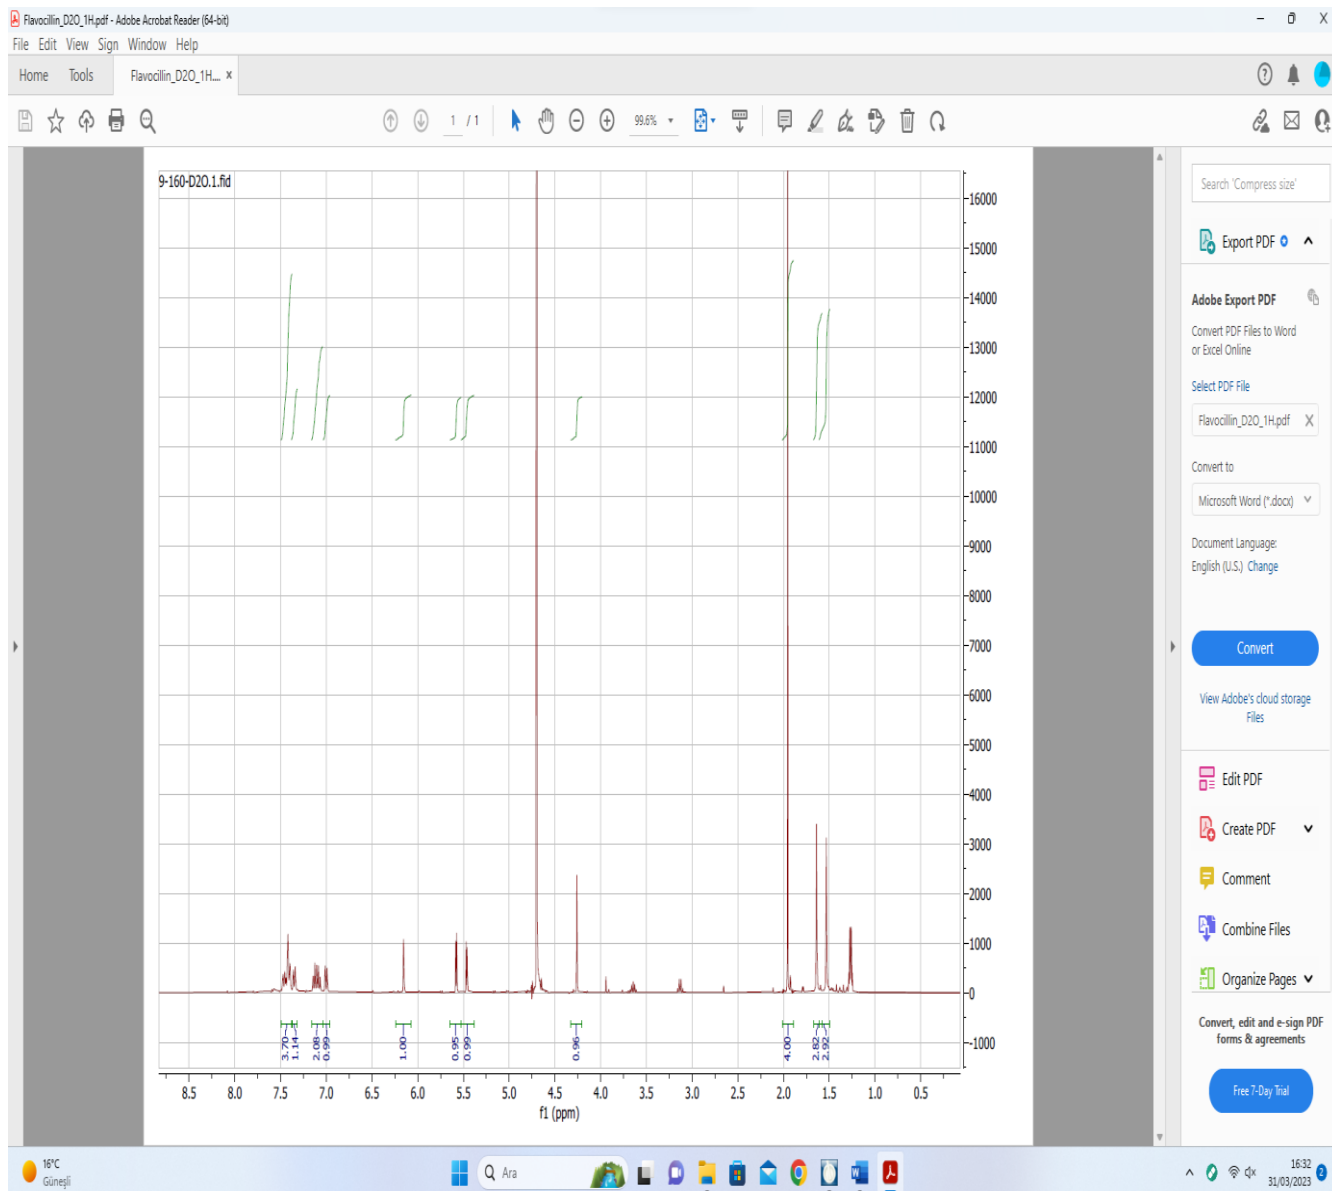 Flavocillin_D2O_1H.pdf - Adobe Acrobat Reader (64-bit)
File Edit View Sign Window Help
Home Tools Flavocillin_D2O_1H.... x
1 / 1 99.6%
9-160-D2O.1.fid
16000
15000
14000
13000
12000
11000
10000
9000
8000
7000
6000
5000
4000
3000
2000
1000
0
-1000
3.70
1.14
2.08
0.99
1.00
0.95
0.99
0.96
4.00
2.82
2.92
8.5 8.0 7.5 7.0 6.5 6.0 5.5 5.0 4.5 4.0 3.5 3.0 2.5 2.0 1.5 1.0 0.5
f1 (ppm)
Search 'Compress size'
Export PDF
Adobe Export PDF
Convert PDF Files to Word
or Excel Online
Select PDF File
Flavocillin_D2O_1H.pdf X
Convert to
Microsoft Word (*.docx)
Document Language:
English (U.S.) Change
Convert
View Adobe's cloud storage
Files
Edit PDF
Create PDF
Comment
Combine Files
Organize Pages
Convert, edit and e-sign PDF
forms & agreements
Free 7-Day Trial
16°C
Güneşli
Ara
16:32
31/03/2023
2